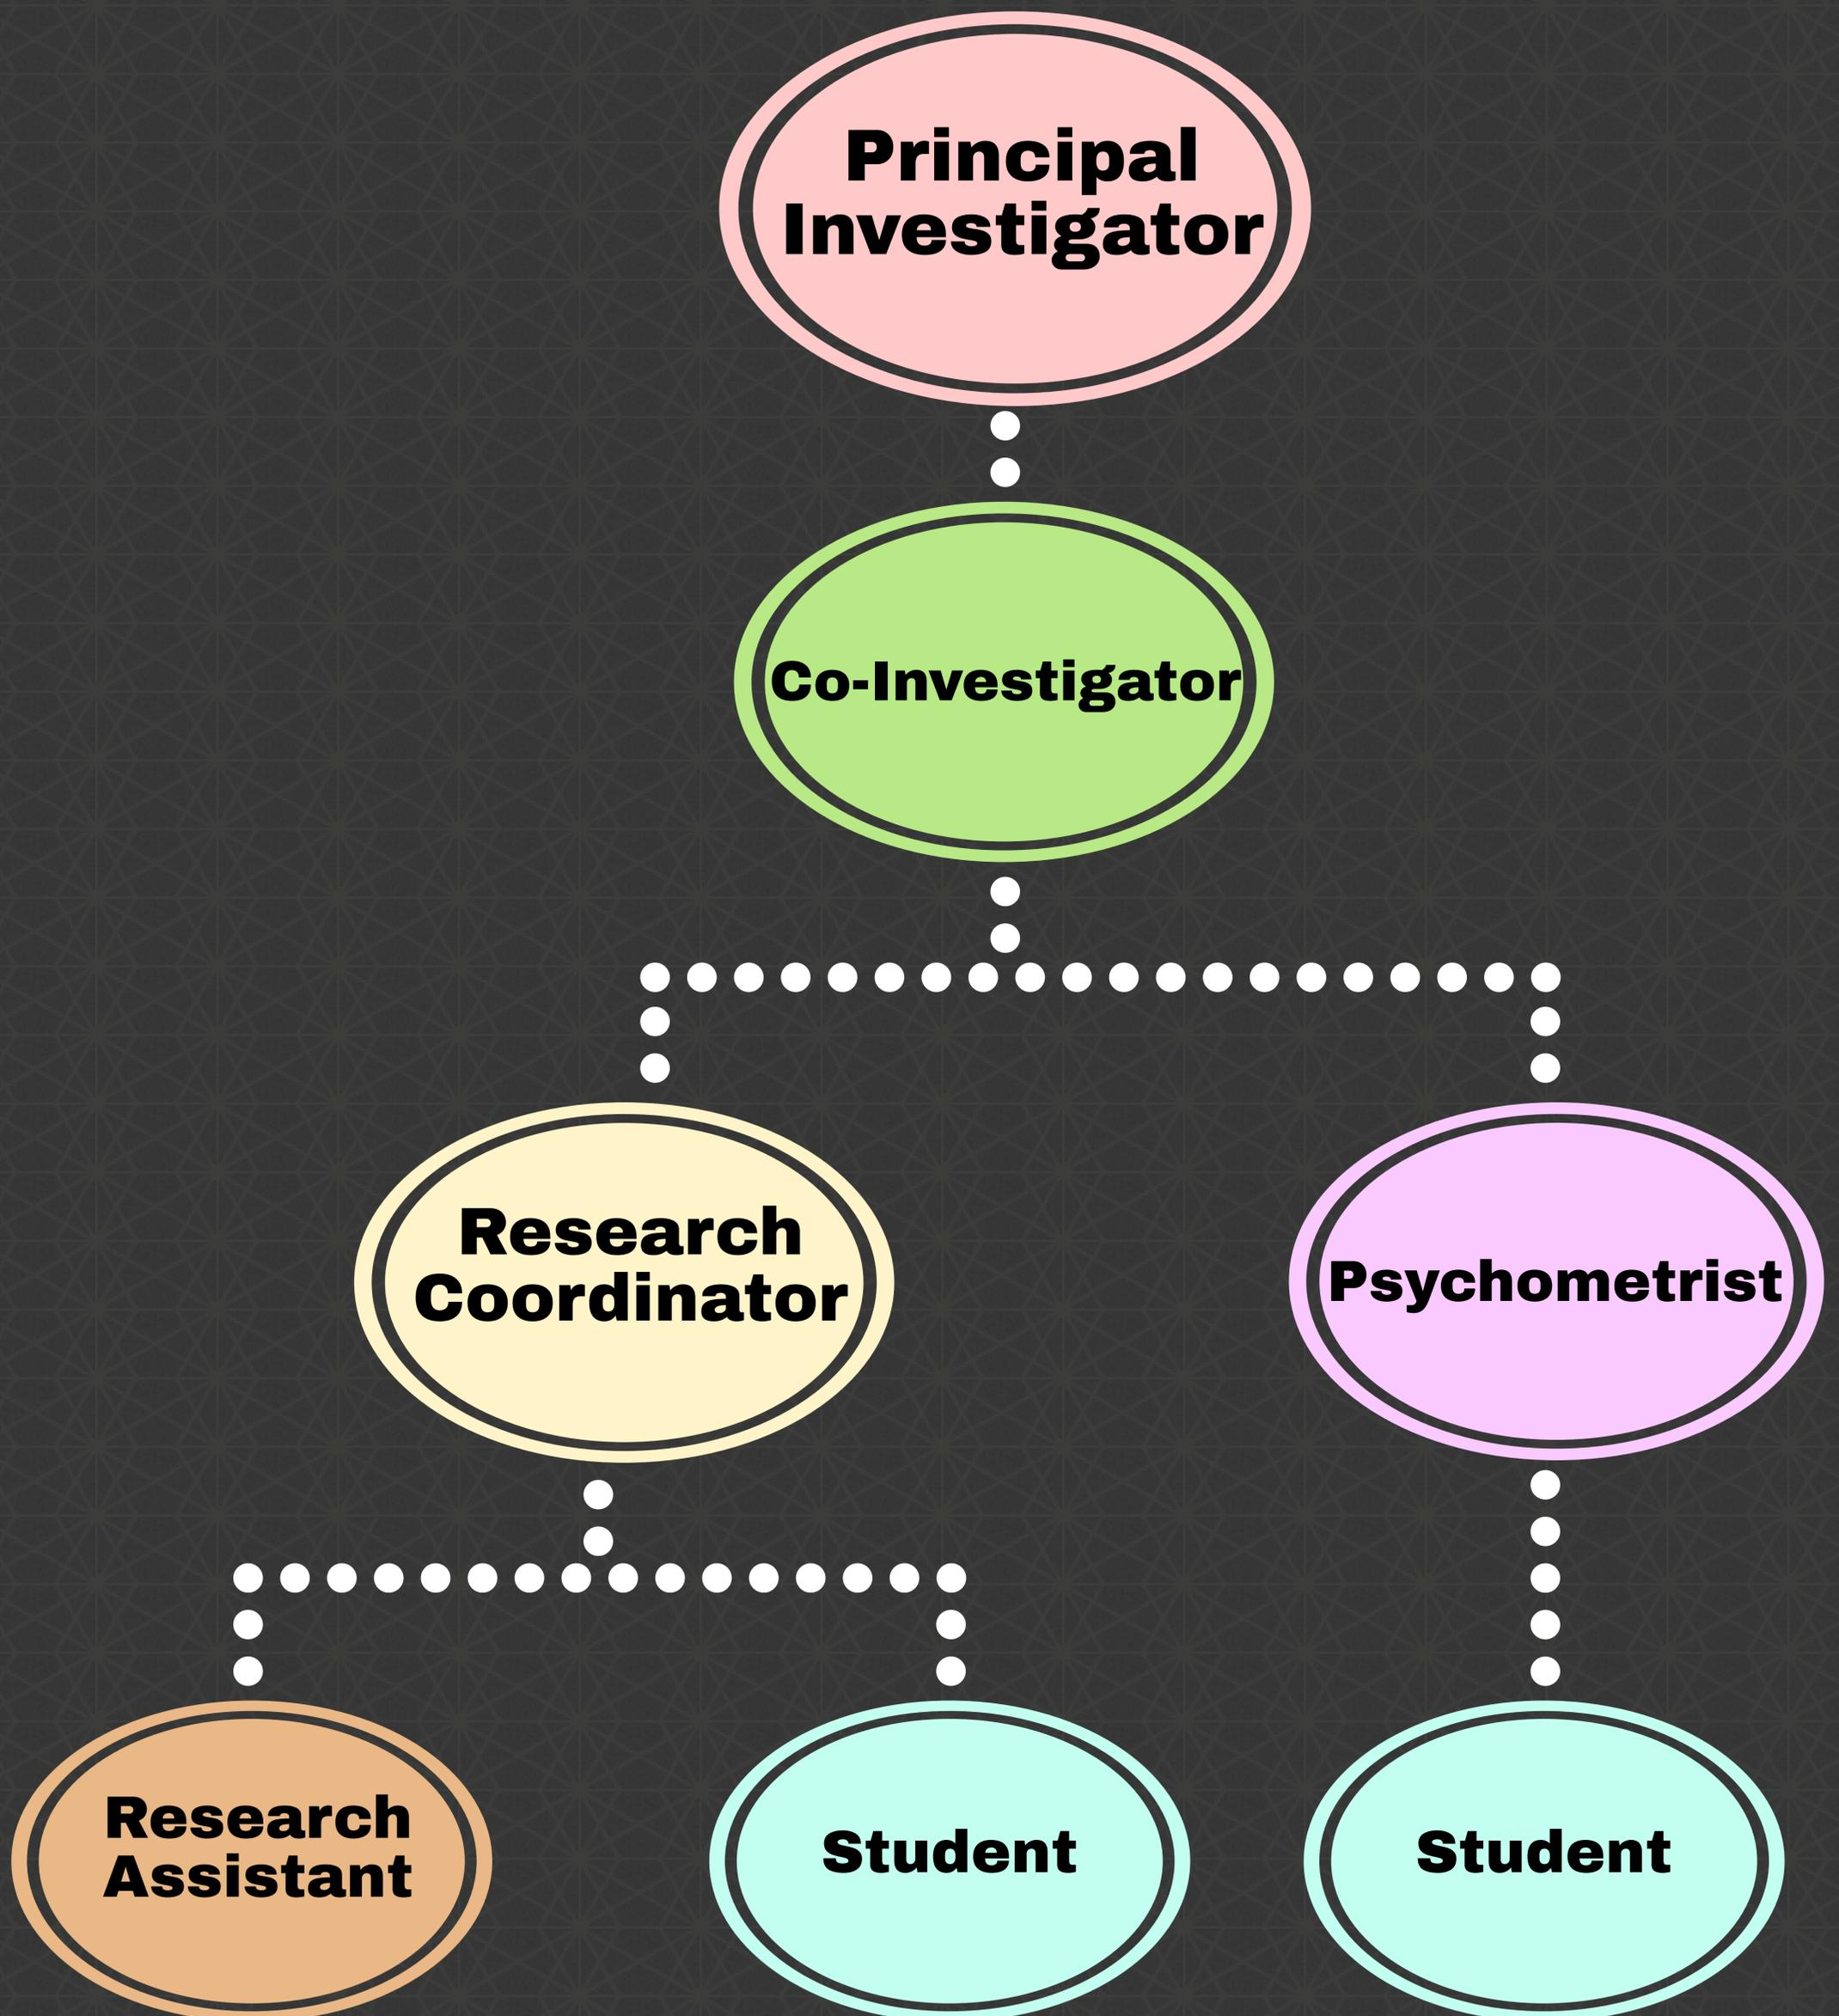 Principal
Investigator
Co-Investigator
Research
Coordinator
Psychometrist
Research
Assistant
Student
Student